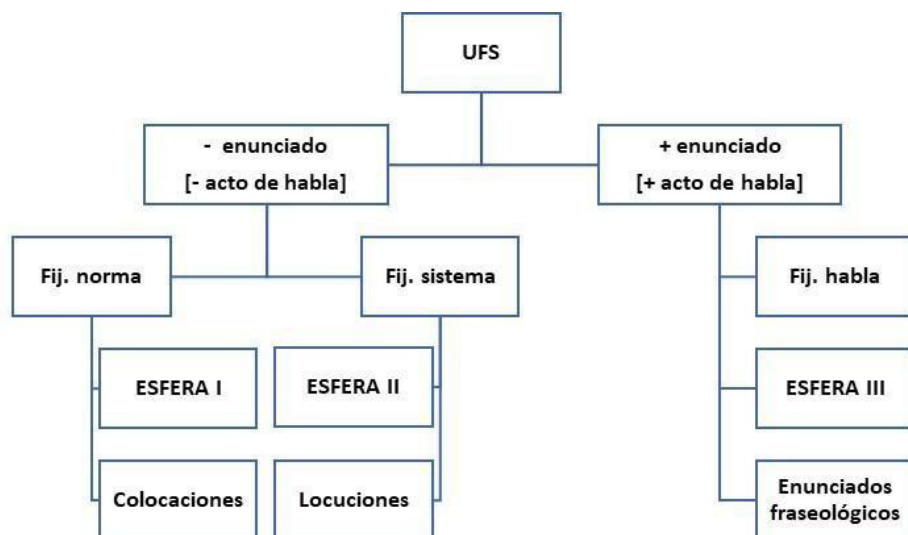 UFS
- enunciado
[- acto de habla]
+ enunciado
[+ acto de habla]
Fij. norma
Fij. sistema
Fij. habla
ESFERA I
ESFERA II
ESFERA III
Colocaciones
Locuciones
Enunciados
fraseológicos